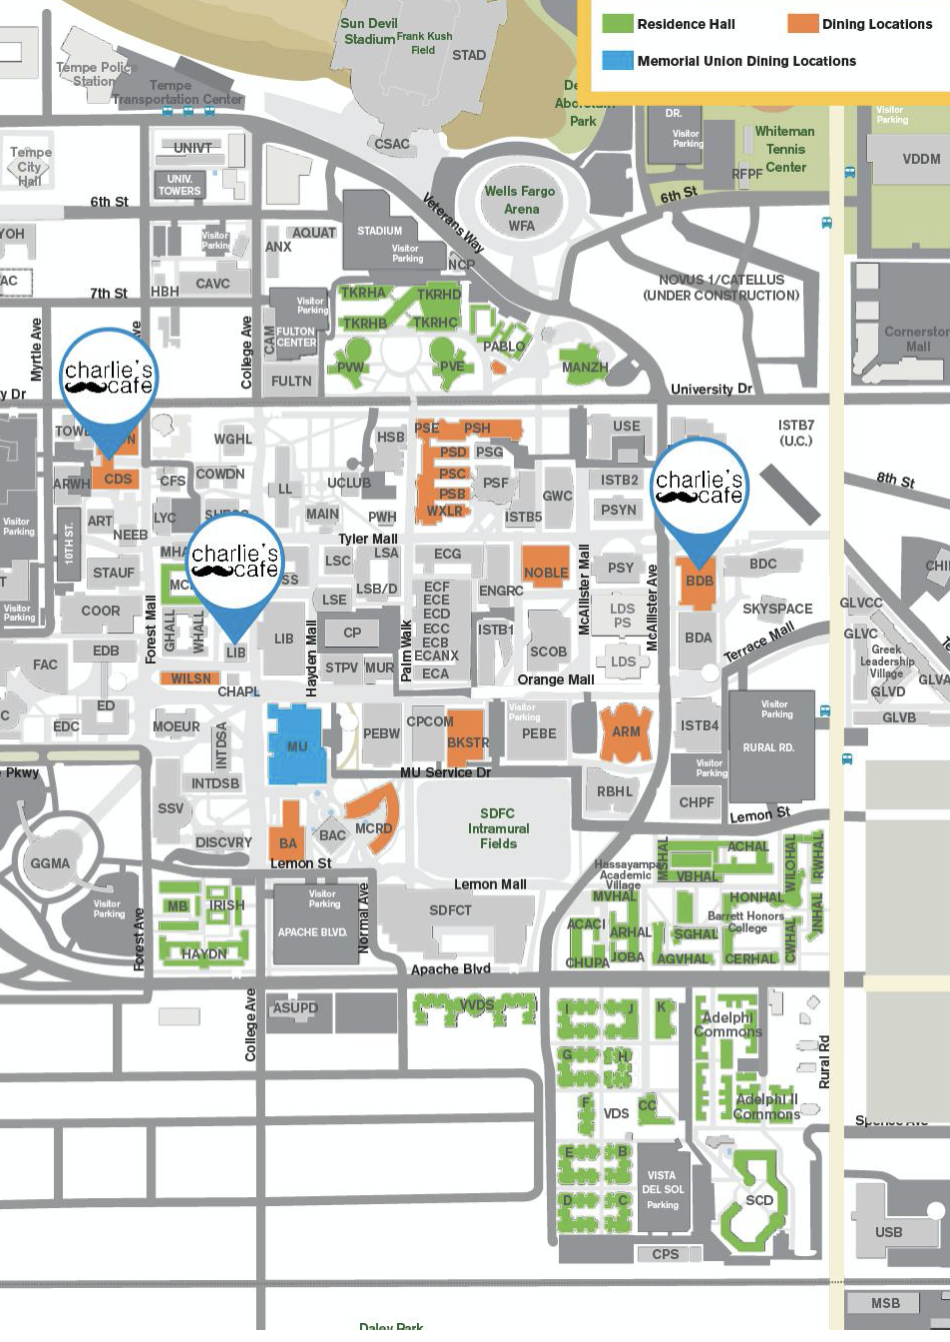 Residence Hall
Dining Locations
Memorial Union Dining Locations
Sun Devil
Stadium
Frank Kush
Field
STAD
Tempe Police
Station
Tempe
Transportation Center
CSAC
Park
DR.
Visitor
Parking
Whiteman
Tennis
Center
RFPF
Visitor
Parking
VDDM
Tempe
City
Hall
UNIVT
UNIV.
TOWERS
6th St
6th St
Veterans Way
Wells Fargo
Arena
WFA
YOH
AC
Visitor
Parking
ANX
AQUAT
STADIUM
Visitor
Parking
NCP
HBH
CAVC
7th St
NOVUS 1/CATELLUS
(UNDER CONSTRUCTION)
Myrtle Ave
College Ave
CAM
Visitor
Parking
FULTON
CENTER
FULTN
TKRHA
TKRHD
TKRHB
TKRHC
PVW
PVE
PABLO
MANZH
Cornerstone
Mall
charlie's
cafe
y Dr
University Dr
ISTB7
(U.C.)
WGHL
HSB
PSE
PSH
PSD
PSG
PSC
PSF
PSB
WXLR
USE
charlie's
cafe
8th St
ARWH
CDS
CFS
COWDN
LL
UCLUB
GWC
ISTB2
PSYN
Visitor
Parking
10TH ST.
ART
NEEB
LYC
MAIN
PWH
ISTB5
Tyler Mall
charlie's
cafe
STAUF
SS
LSC
LSA
LSB/D
LSE
ECG
ECF
ECE
ECD
ECC
ECB
ECANX
ECA
ENGRC
NOBLE
McAllister Mall
PSY
McAllister Ave
BDB
BDC
Visitor
Parking
COOR
Forest Mall
GHALL
WHALL
LIB
LIB
Hayden Mall
CP
Palm Walk
ISTB1
SCOB
LDS
PS
LDS
BDA
SKYSPACE
Terrace Mall
GLVCC
GLVC
Greek
Leadership
Village
GLVD
GLVA
GLVB
FAC
EDB
WILSN
CHAPL
STPV
MUR
Orange Mall
ED
EDC
MOEUR
INTDSA
MU
PEBW
CPCOM
BKSTR
Visitor
Parking
PEBE
ARM
ISTB4
Visitor
Parking
RURAL RD.
Visitor
Parking
e Pkwy
INTDSB
MU Service Dr
RBHL
CHPF
Lemon St
SSV
DISCVRY
BA
BAC
MCRD
SDFC
Intramural
Fields
GGMA
Lemon St
Lemon Mall
Hassayampa
Academic
Village
MSHAL
ACHAL
VBHAL
WILOHAL
RWHAL
Visitor
Parking
Forest Ave
MB
IRISH
HAYDN
Visitor
Parking
APACHE BLVD.
Normal Ave
SDFCT
MVHAL
ACACI
ARHAL
CHUPA
JOBA
HONHAL
Barrett Honors
College
SGHAL
AGVHAL
CERHAL
CWHAL
JNHAL
Apache Blvd
College Ave
ASUPD
VVDS
I
J
K
Adelphi
Commons
G
H
Rural Rd
F
VDS
CC
Adelphi II
Commons
E
B
VISTA
DEL SOL
Parking
D
C
SCD
CPS
USB
MSB
Daley Park